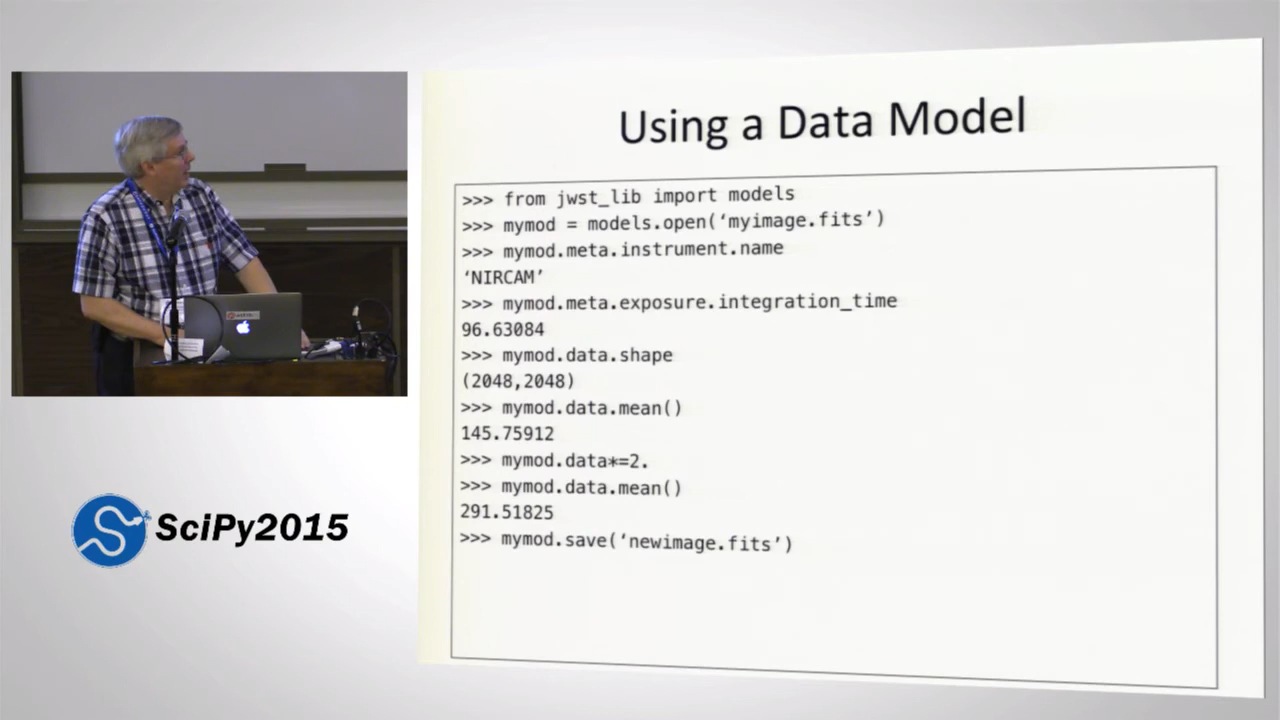 Using a Data Model
>>> from jwst_lib import models
>>> mymod = models.open(‘myimage.fits’)
>>> mymod.meta.instrument.name
‘NIRCAM’
>>> mymod.meta.exposure.integration_time
96.63084
>>> mymod.data.shape
(2048,2048)
>>> mymod.data.mean()
145.75912
>>> mymod.data*=2.
>>> mymod.data.mean()
291.51825
>>> mymod.save(‘newimage.fits’)
SciPy2015